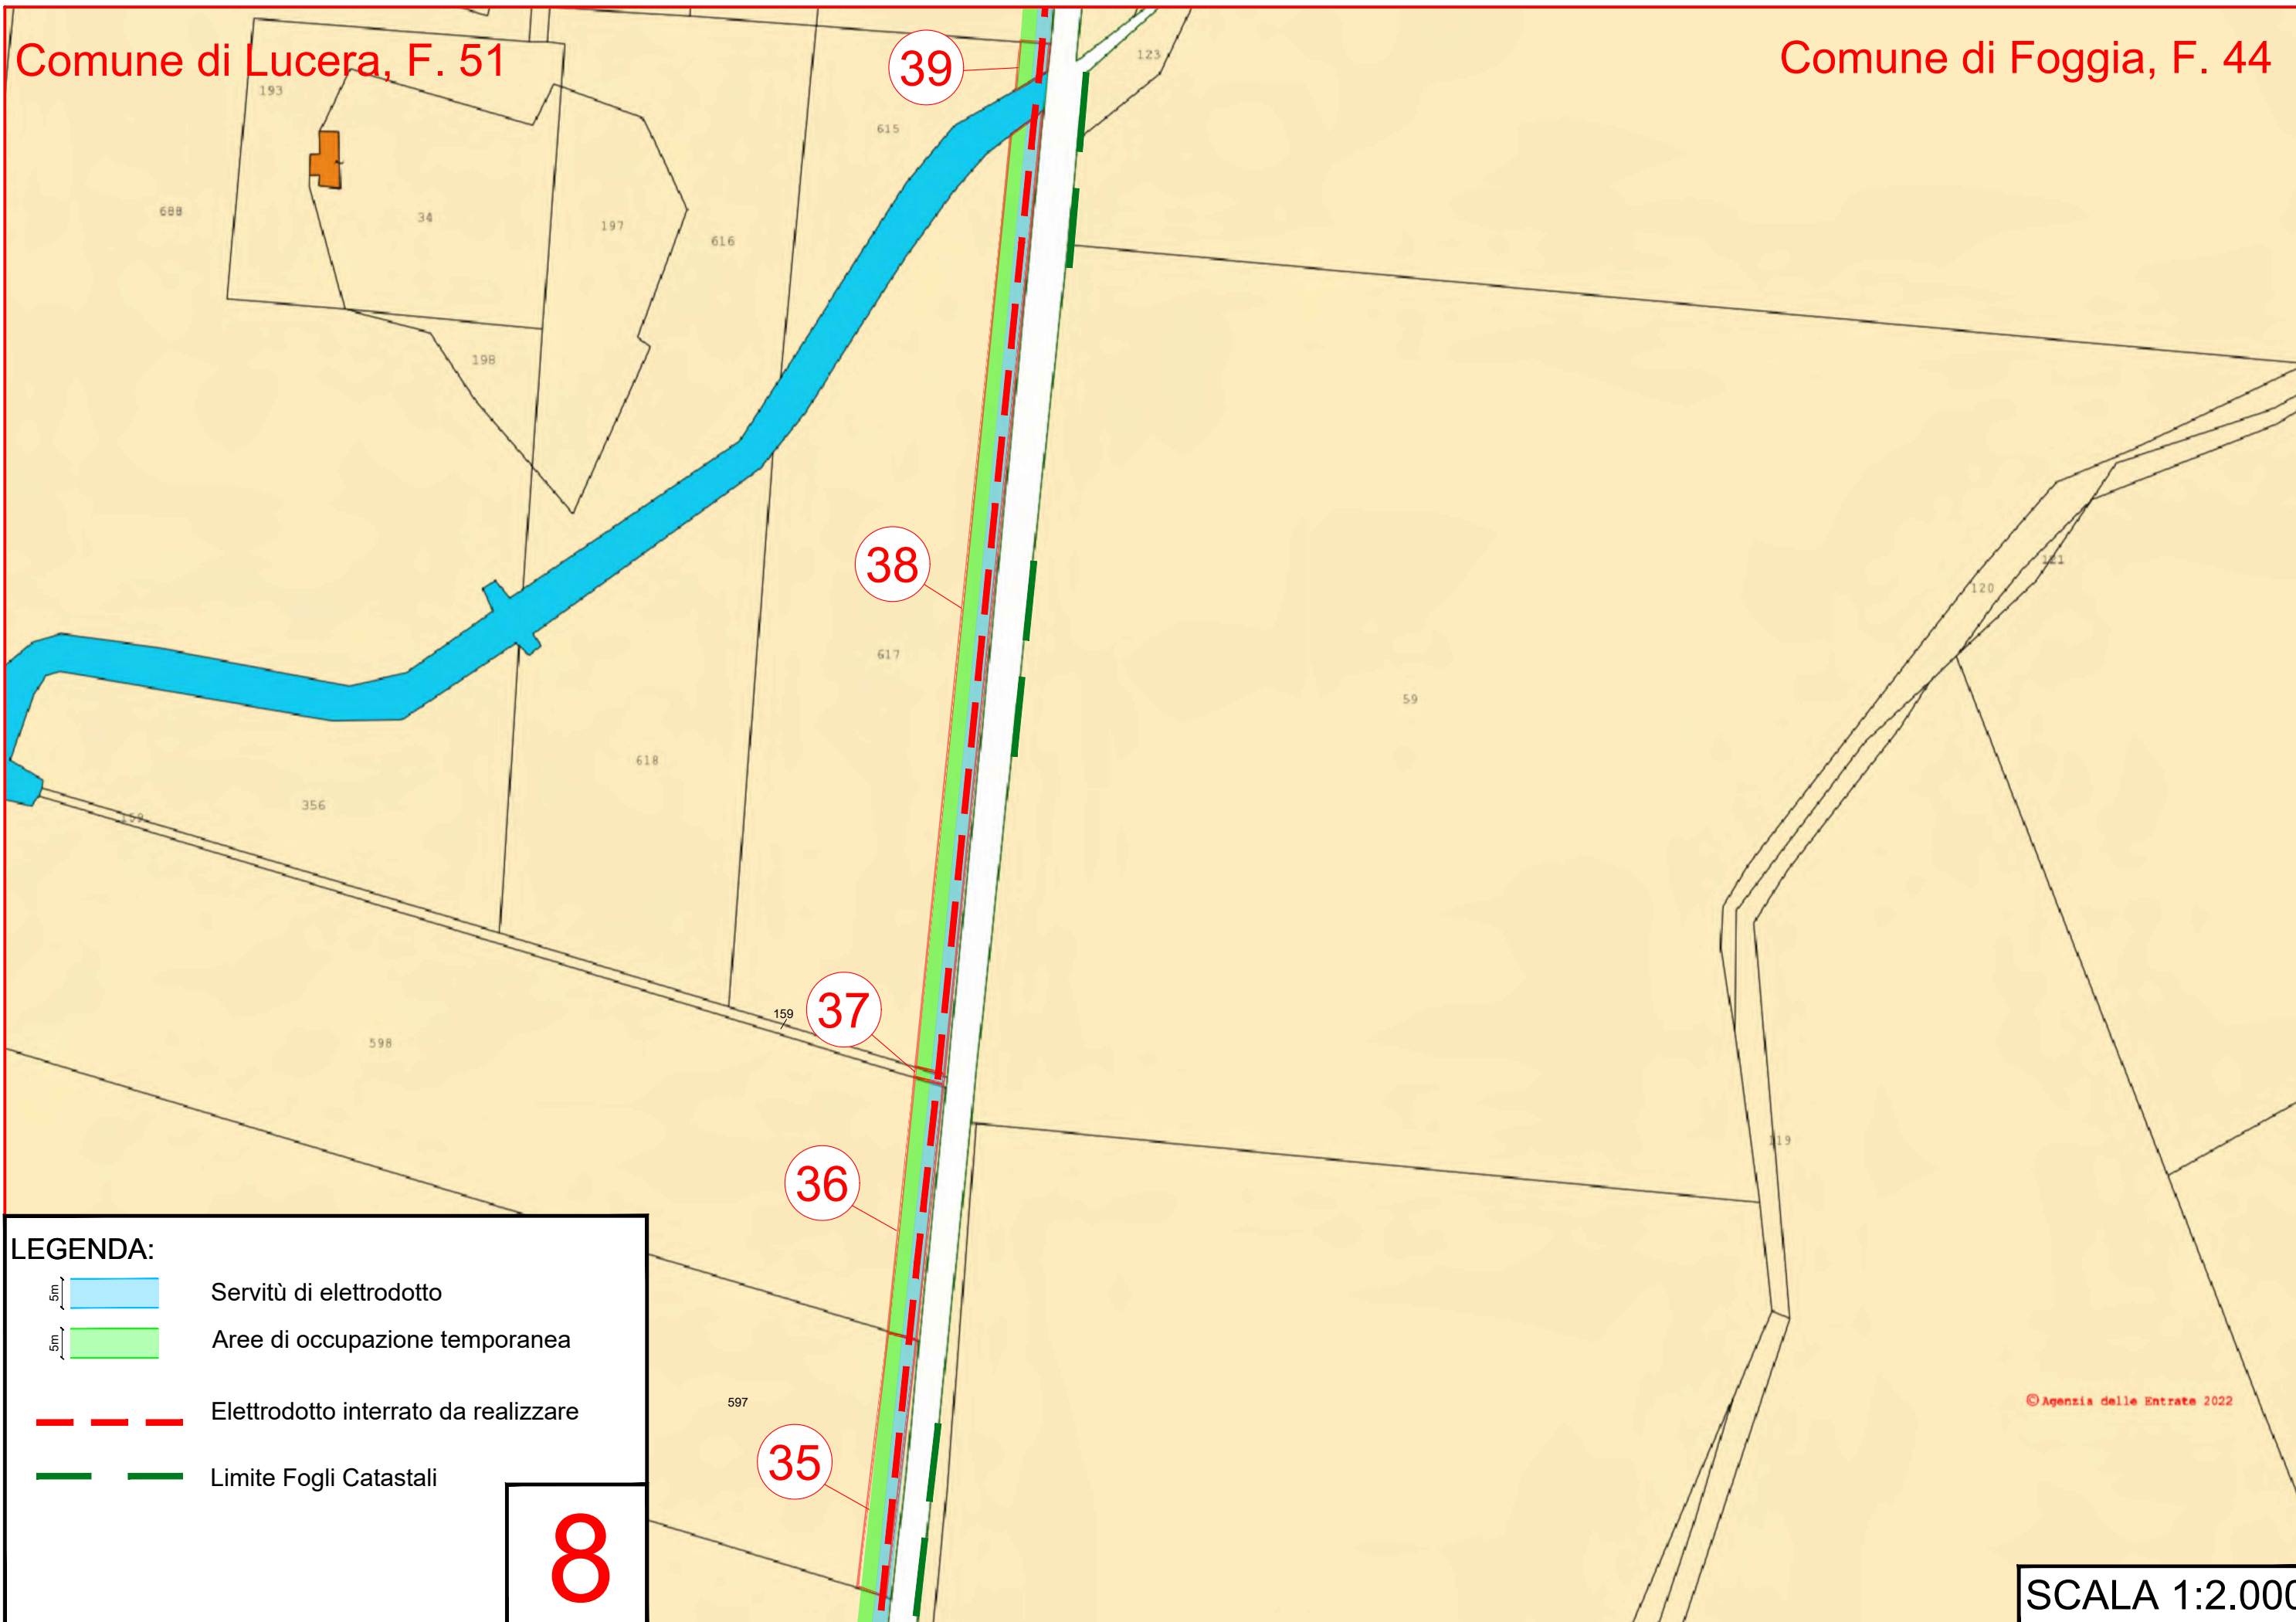 Comune di Lucera, F. 51
Comune di Foggia, F. 44
39
123
193
615
688
34
197
616
198
38
121
120
617
59
618
356
159
37
159
598
119
36
LEGENDA:
5m
Servitù di elettrodotto
5m
Aree di occupazione temporanea
Elettrodotto interrato da realizzare
Limite Fogli Catastali
597
35
©Agenzia delle Entrate 2022
8
SCALA 1:2.000